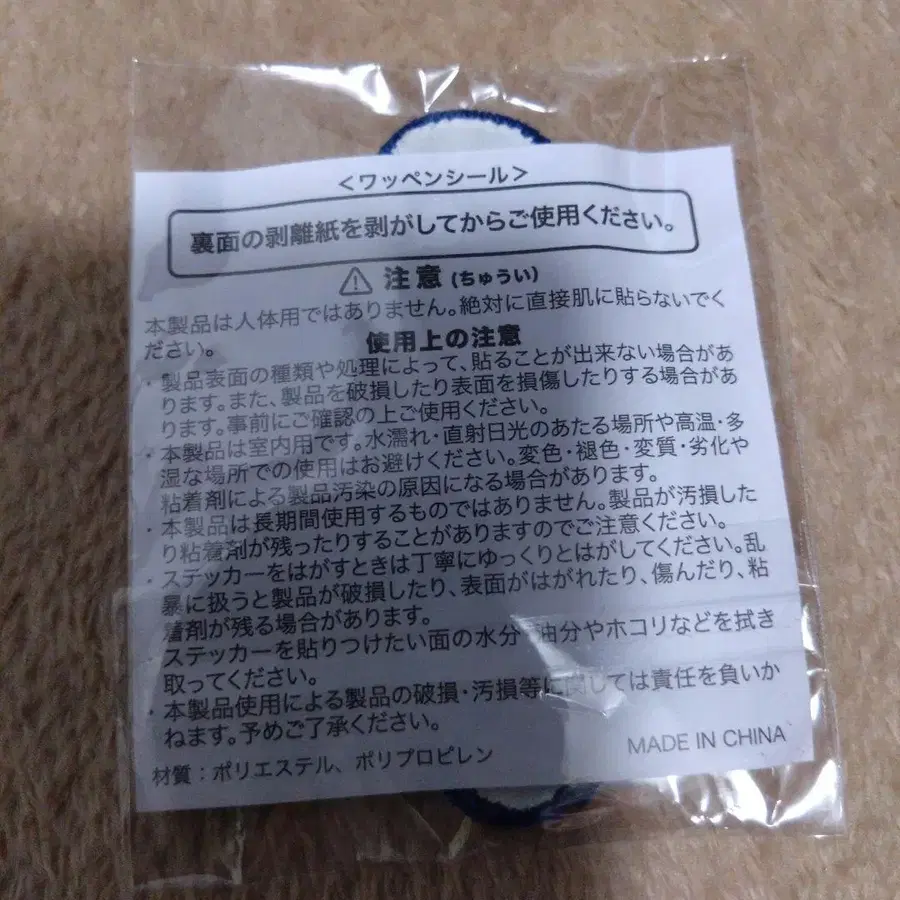 ＜ワッペンシール＞
裏面の剥離紙を剥がしてからご使用ください。
⚠ 注意(ちゅうい)
本製品は人体用ではありません。絶対に直接肌に貼らないでく
ださい。
使用上の注意
・製品表面の種類や処理によって、貼ることが出来ない場合があ
ります。また、製品を破損したり表面を損傷したりする場合があ
ります。事前にご確認の上ご使用ください。
・本製品は室内用です。水濡れ・直射日光のあたる場所や高温・多
湿な場所での使用はお避けください。変色・褪色・変質・劣化や
粘着剤による製品汚染の原因になる場合があります。
・本製品は長期間使用するものではありません。製品が汚損した
り粘着剤が残ったりすることがありますのでご注意ください。
・ステッカーをはがすときは丁寧にゆっくりとはがしてください。乱
暴に扱うと製品が破損したり、表面がはがれたり、傷んだり、粘
着剤が残る場合があります。
ステッカーを貼りつけたい面の水分・油分やホコリなどを拭き
取ってください。
・本製品使用による製品の破損・汚損等に関しては責任を負いか
ねます。予めご了承ください。
材質：ポリエステル、ポリプロピレン
MADE IN CHINA